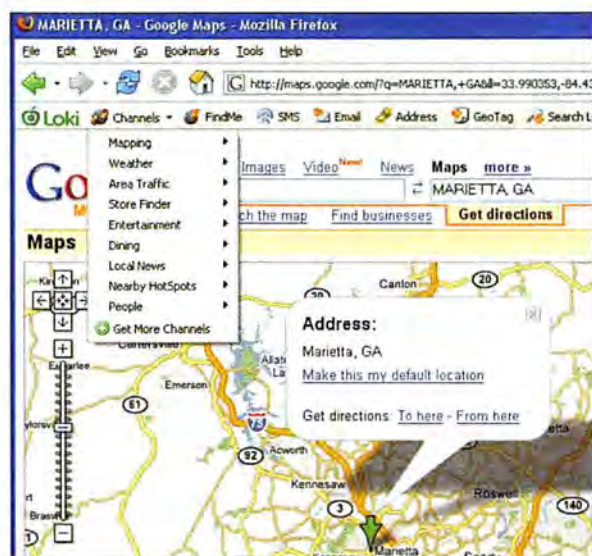 MARIETTA, GA - Google Maps - Mozilla Firefox
File Edit View Go Bookmarks Tools Help
G http://maps.google.com/?q=MARIETTA,+GA&ll=33.990353,-84.43
Loki Channels FindMe SMS Email Address GeoTag Search L
Mapping
Weather
Area Traffic
Store Finder
Entertainment
Dining
Local News
Nearby HotSpots
People
Get More Channels
Go
Images Video New! News Maps more »
MARIETTA, GA
ch the map Find businesses Get directions
Maps
Canton
20
20
Address:
Marietta, GA
Make this my default location
Get directions: To here - From here
Cartersville
Emerson
61
75
92
Acworth
Kennesaw
3
Roswell
140
Marietta